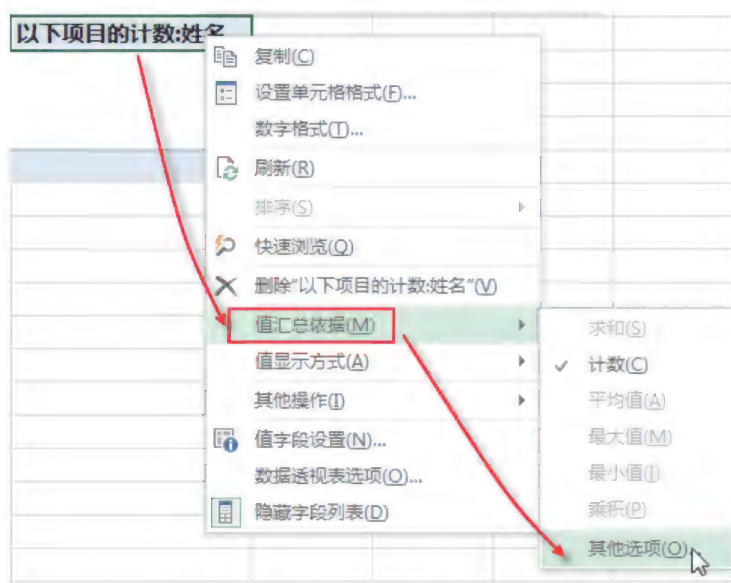 以下项目的计数:姓名
复制(C)
设置单元格格式(F)...
数字格式(T)...
刷新(R)
排序(S)
快速浏览(Q)
删除“以下项目的计数:姓名”(V)
值汇总依据(M)
值显示方式(A)
其他操作(I)
值字段设置(N)...
数据透视表选项(O)...
隐藏字段列表(D)
求和(S)
计数(C)
平均值(A)
最大值(M)
最小值(I)
乘积(P)
其他选项(O)